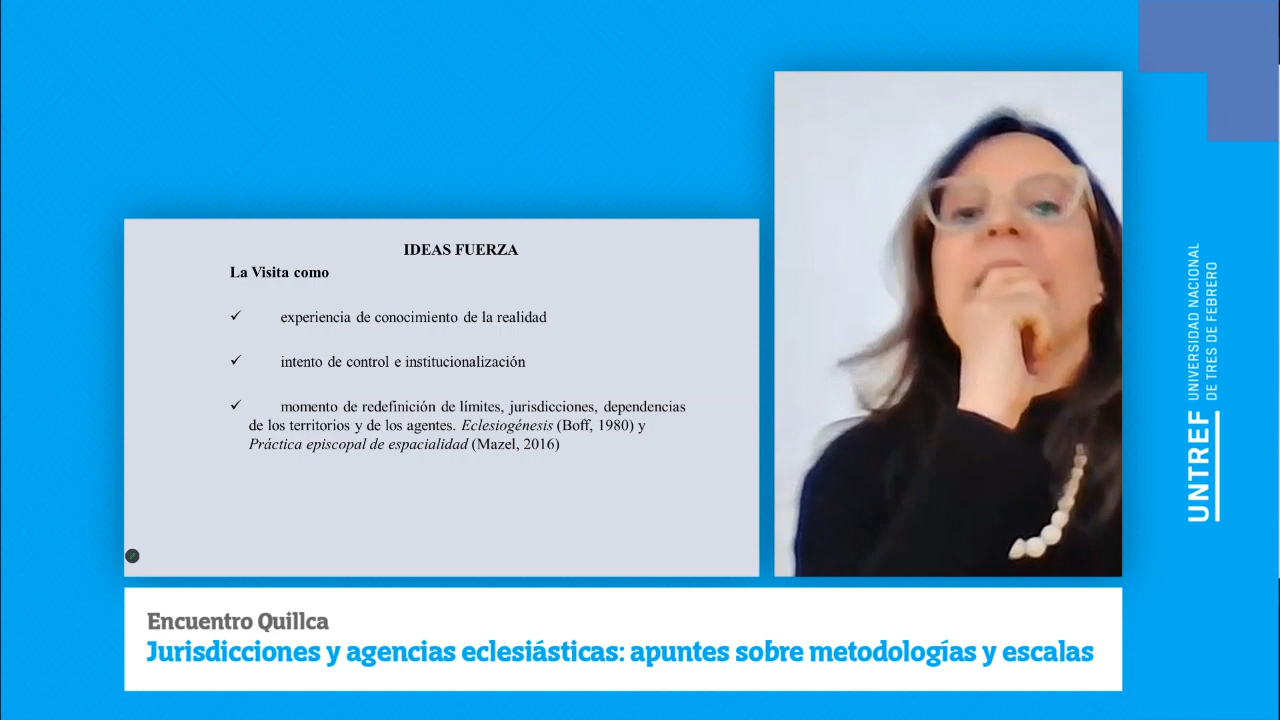 IDEAS FUERZA
La Visita como
✓ experiencia de conocimiento de la realidad
✓ intento de control e institucionalización
✓ momento de redefinición de límites, jurisdicciones, dependencias
de los territorios y de los agentes. Eclesiogénesis (Boff, 1980) y
Práctica episcopal de espacialidad (Mazel, 2016)
Encuentro Quillca
Jurisdicciones y agencias eclesiásticas: apuntes sobre metodologías y escalas
UNTREF
UNIVERSIDAD NACIONAL
DE TRES DE FEBRERO